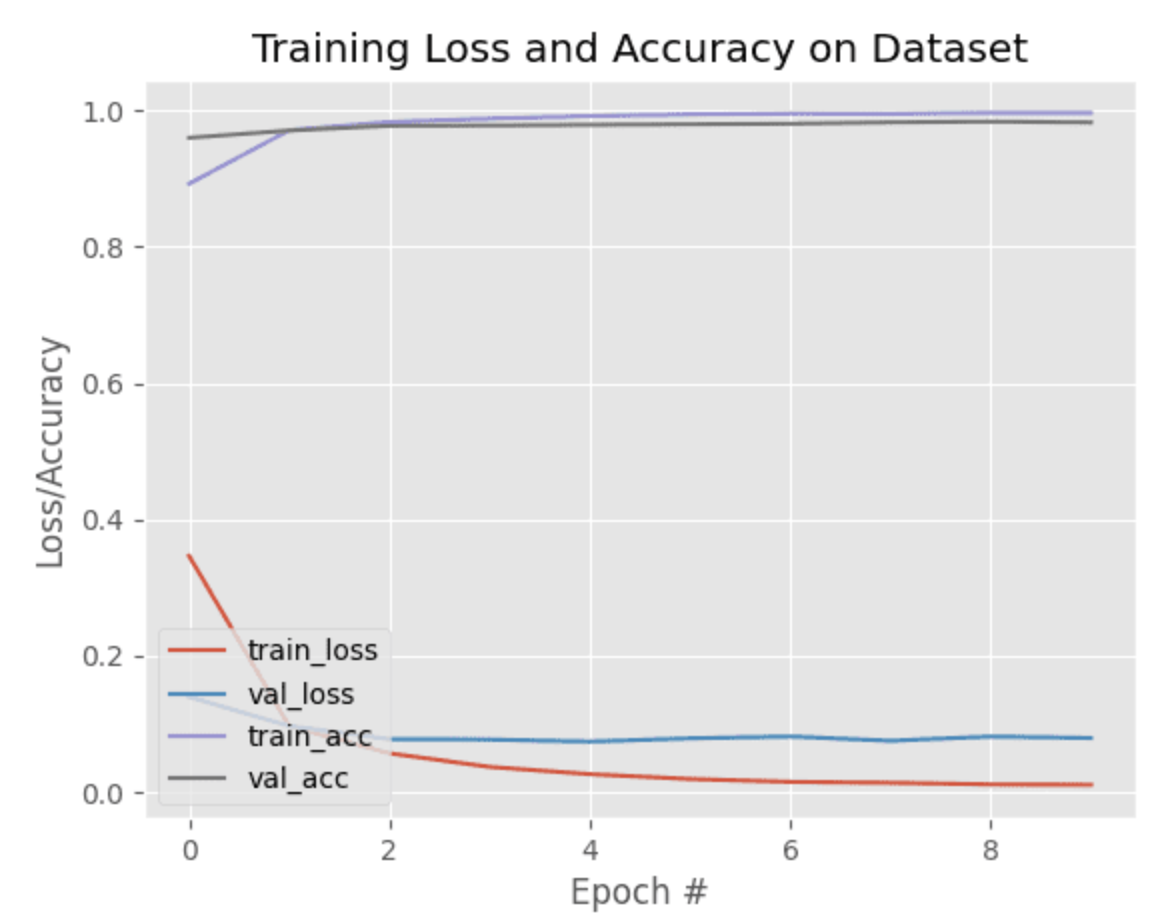 Training Loss and Accuracy on Dataset
1.0
0.8
0.6
0.4
0.2
0.0
Loss/Accuracy
train_loss
val_loss
train_acc
val_acc
0 2 4 6 8
Epoch #